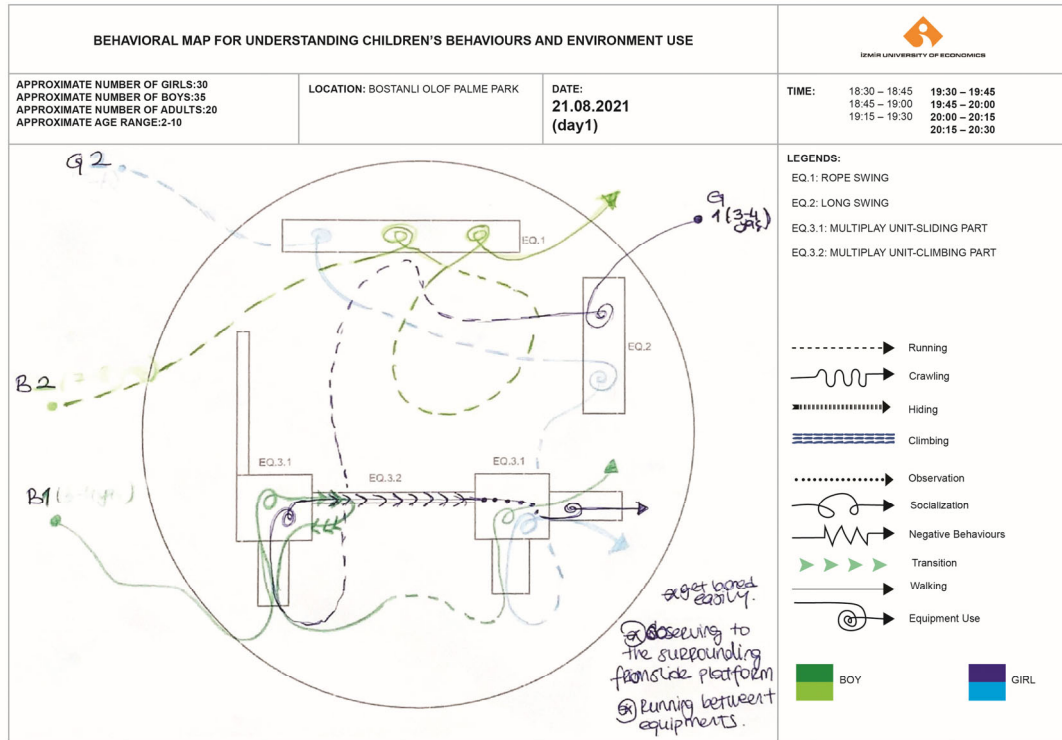 BEHAVIORAL MAP FOR UNDERSTANDING CHILDREN'S BEHAVIOURS AND ENVIRONMENT USE
İZMİR UNIVERSITY OF ECONOMICS
APPROXIMATE NUMBER OF GIRLS:30
APPROXIMATE NUMBER OF BOYS:35
APPROXIMATE NUMBER OF ADULTS:20
APPROXIMATE AGE RANGE:2-10
LOCATION: BOSTANLI OLOF PALME PARK
DATE:
21.08.2021
(day1)
TIME:
18:30 – 18:45 19:30 – 19:45
18:45 – 19:00 19:45 – 20:00
19:15 – 19:30 20:00 – 20:15
20:15 – 20:30
G2
G
1 (3-4
EQ.1
EQ.2
B2
EQ.3.1
EQ.3.2
EQ.3.1
B1
get bored
easily.
observing to
the surrounding
from slide platform
Running between
equipments.
LEGENDS:
EQ.1: ROPE SWING
EQ.2: LONG SWING
EQ.3.1: MULTIPLAY UNIT-SLIDING PART
EQ.3.2: MULTIPLAY UNIT-CLIMBING PART
Running
Crawling
Hiding
Climbing
Observation
Socialization
Negative Behaviours
Transition
Walking
Equipment Use
BOY
GIRL